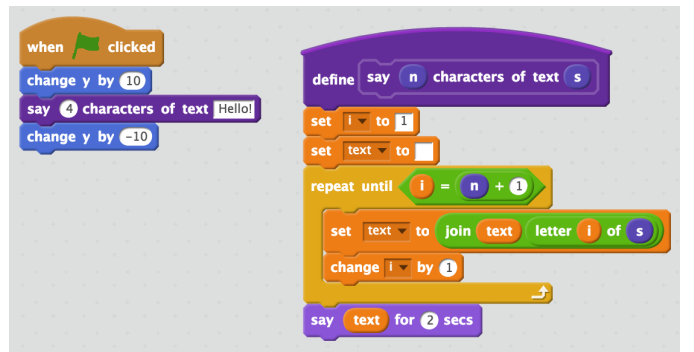 when clicked
change y by 10
say 4 characters of text Hello!
change y by -10
define say n characters of text s
set i to 1
set text to
repeat until i = n + 1
set text to join text letter i of s
change i by 1
say text for 2 secs